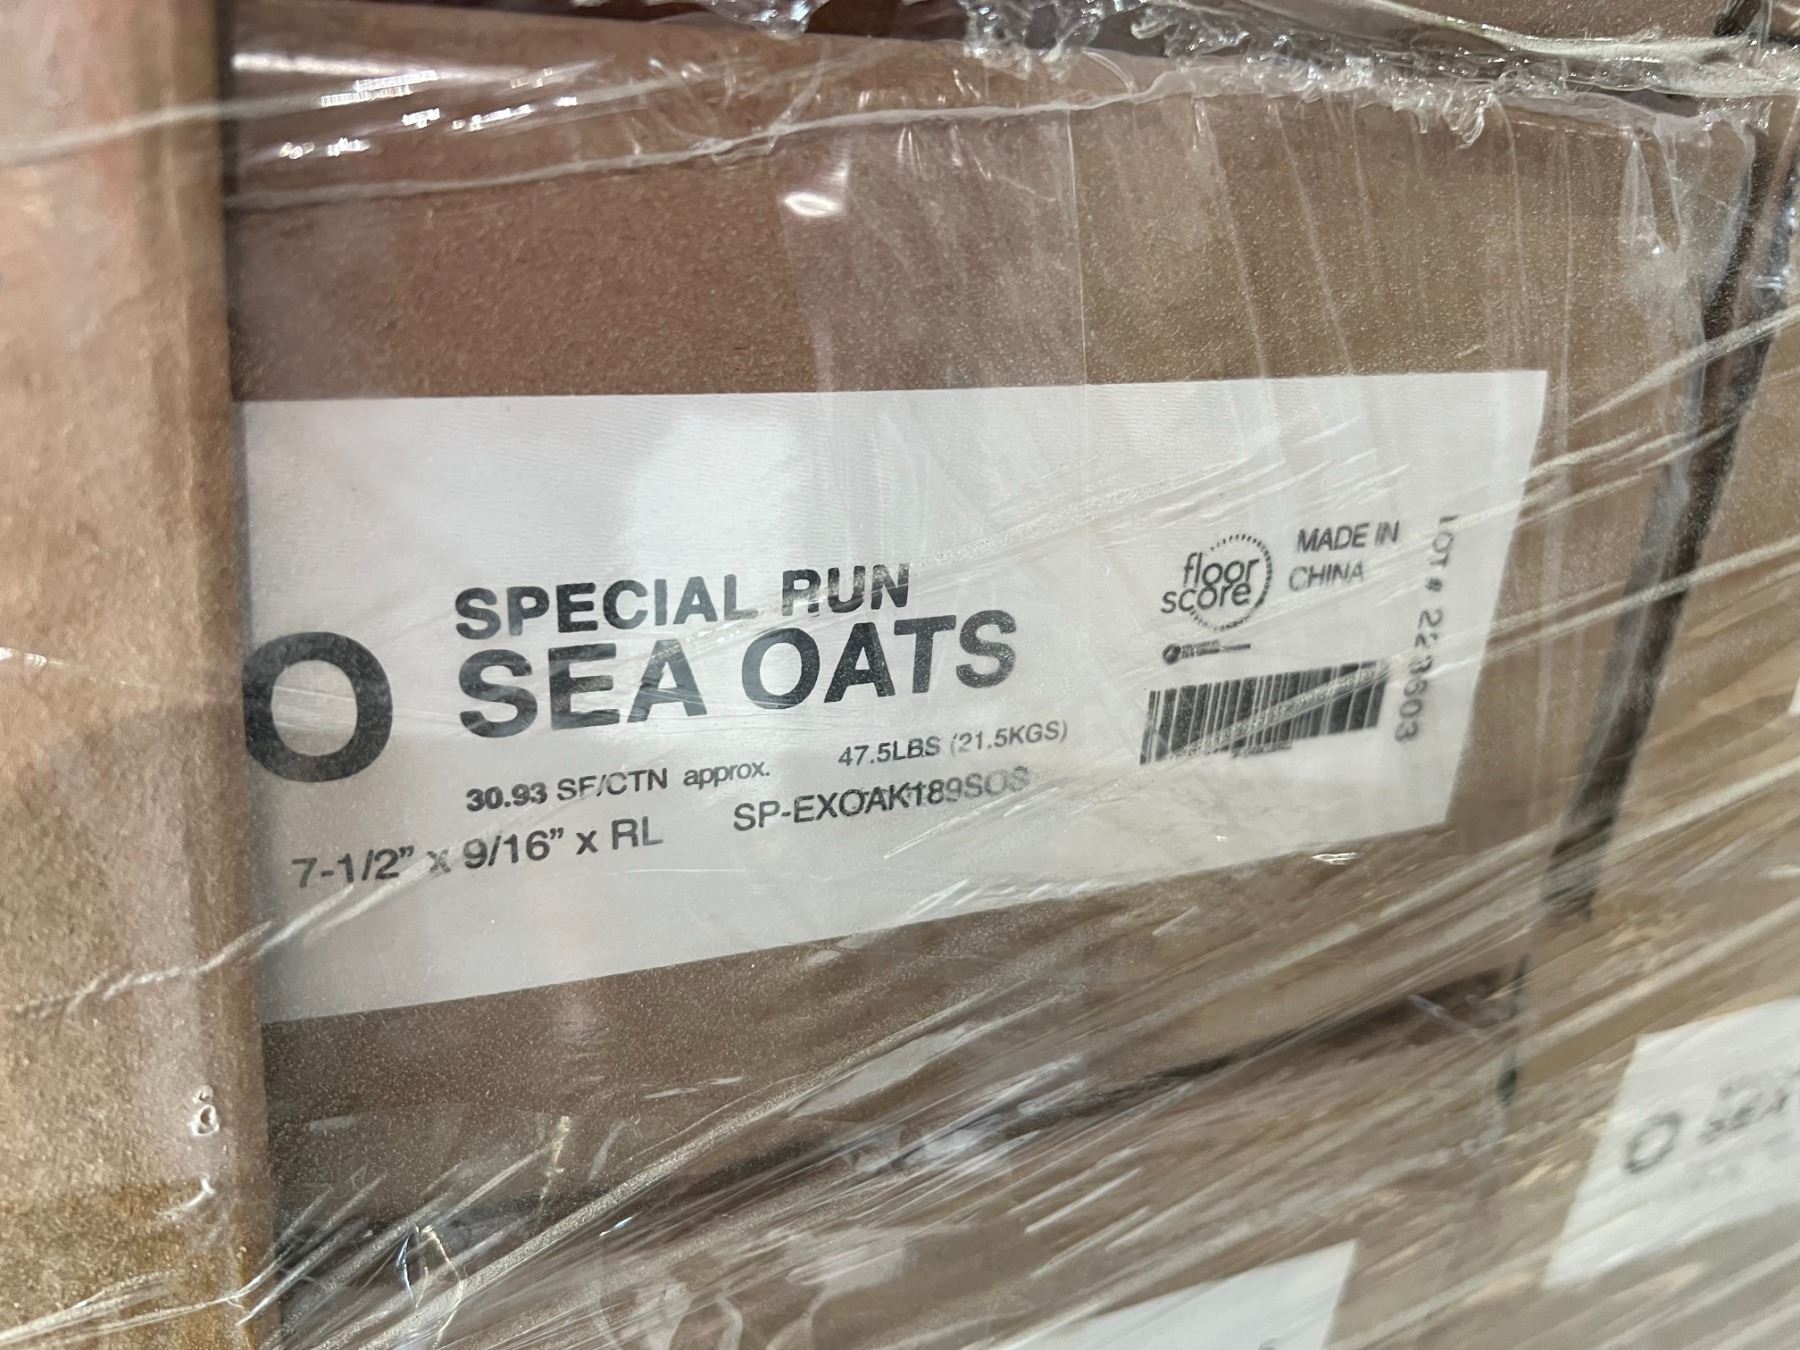 O
SPECIAL RUN
SEA OATS
30.93 SF/CTN approx. 47.5LBS (21.5KGS)
7-1/2” x 9/16” x RL SP-EXOAK189SOS
floor
score
MADE IN
CHINA
LOT #
O